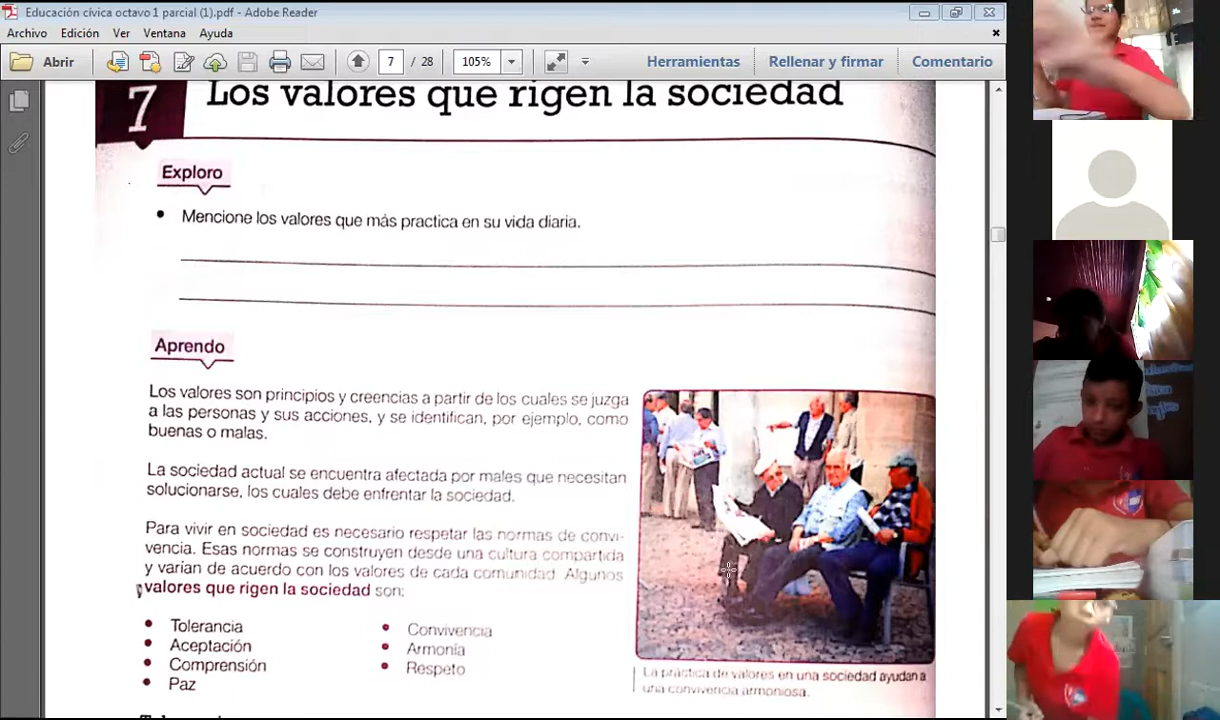 Educación cívica octavo 1 parcial (1).pdf - Adobe Reader
Archivo Edición Ver Ventana Ayuda
Abrir 7 / 28 105% Herramientas Rellenar y firmar Comentario
7 Los valores que rigen la sociedad
Exploro
• Mencione los valores que más practica en su vida diaria.
Aprendo
Los valores son principios y creencias a partir de los cuales se juzga
a las personas y sus acciones, y se identifican, por ejemplo, como
buenas o malas.
La sociedad actual se encuentra afectada por males que necesitan
solucionarse, los cuales debe enfrentar la sociedad.
Para vivir en sociedad es necesario respetar las normas de convi-
vencia. Esas normas se construyen desde una cultura compartida
y varían de acuerdo con los valores de cada comunidad. Algunos
valores que rigen la sociedad son:
• Tolerancia
• Aceptación
• Comprensión
• Paz
• Convivencia
• Armonía
• Respeto
La práctica de valores en una sociedad ayudan a
una convivencia armoniosa.